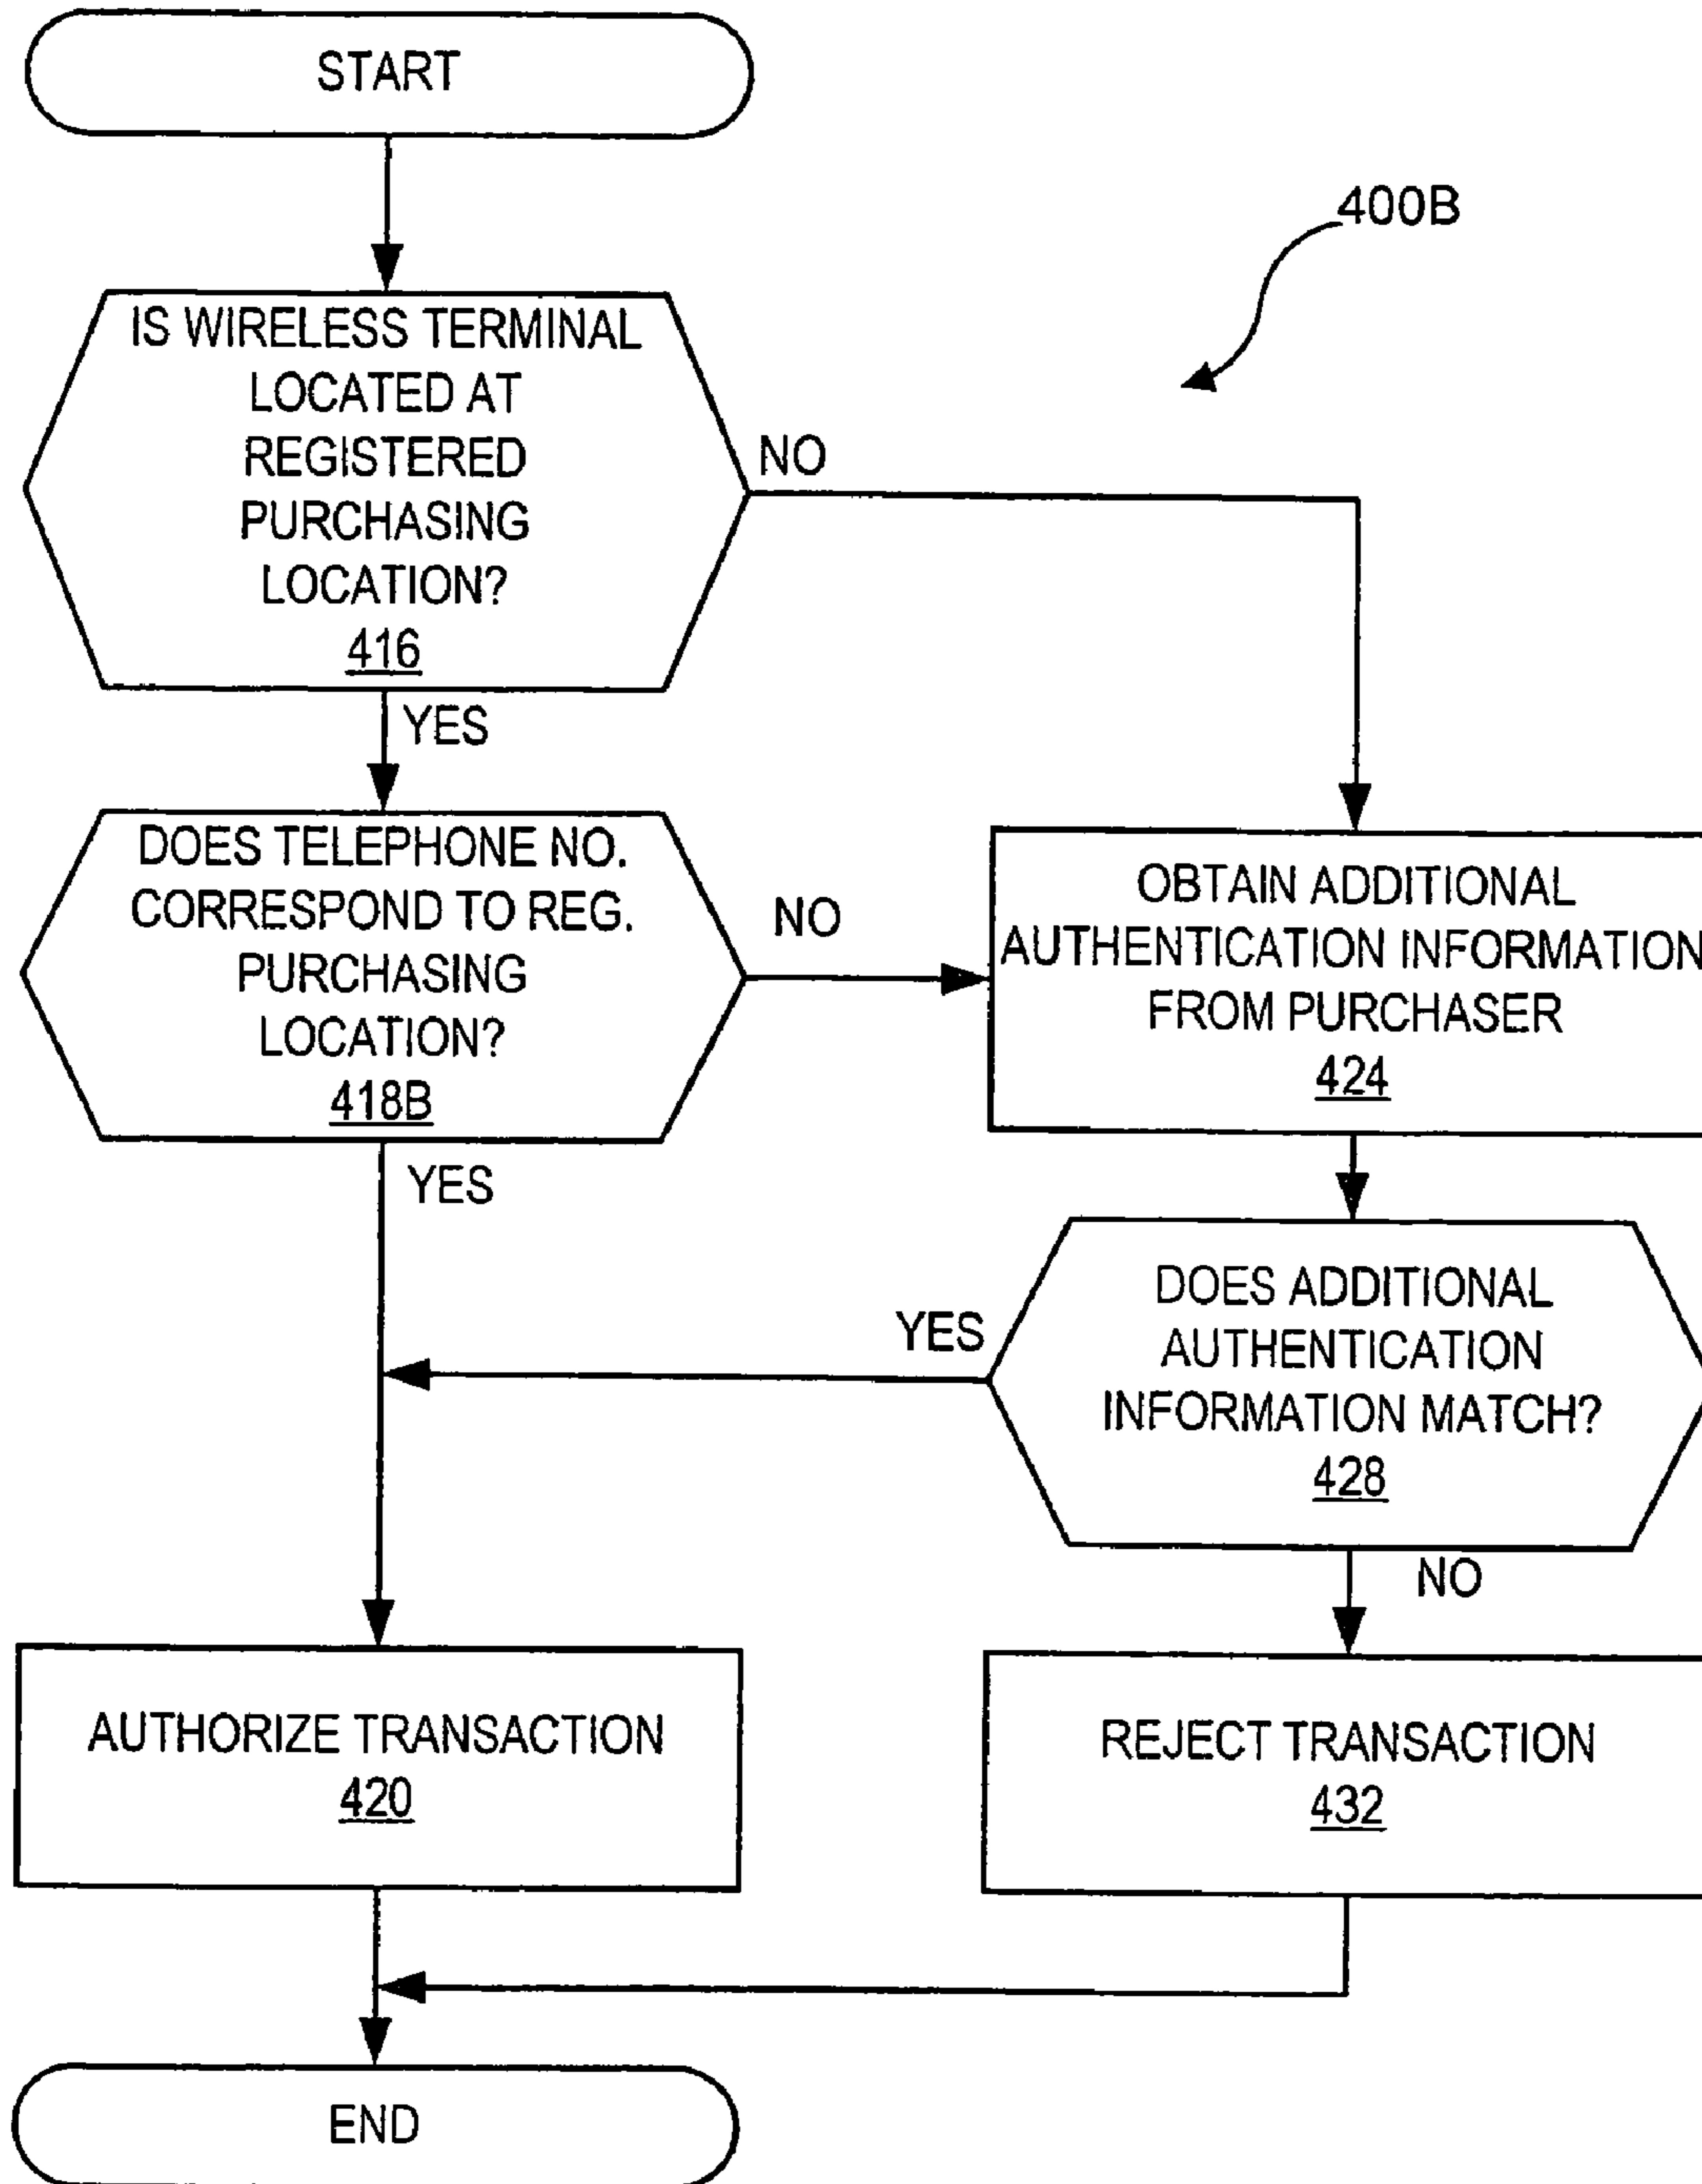 START
400B
IS WIRELESS TERMINAL
LOCATED AT
REGISTERED
PURCHASING
LOCATION?
416
NO
YES
DOES TELEPHONE NO.
CORRESPOND TO REG.
PURCHASING
LOCATION?
418B
NO
YES
OBTAIN ADDITIONAL
AUTHENTICATION INFORMATION
FROM PURCHASER
424
DOES ADDITIONAL
AUTHENTICATION
INFORMATION MATCH?
428
YES
NO
AUTHORIZE TRANSACTION
420
REJECT TRANSACTION
432
END